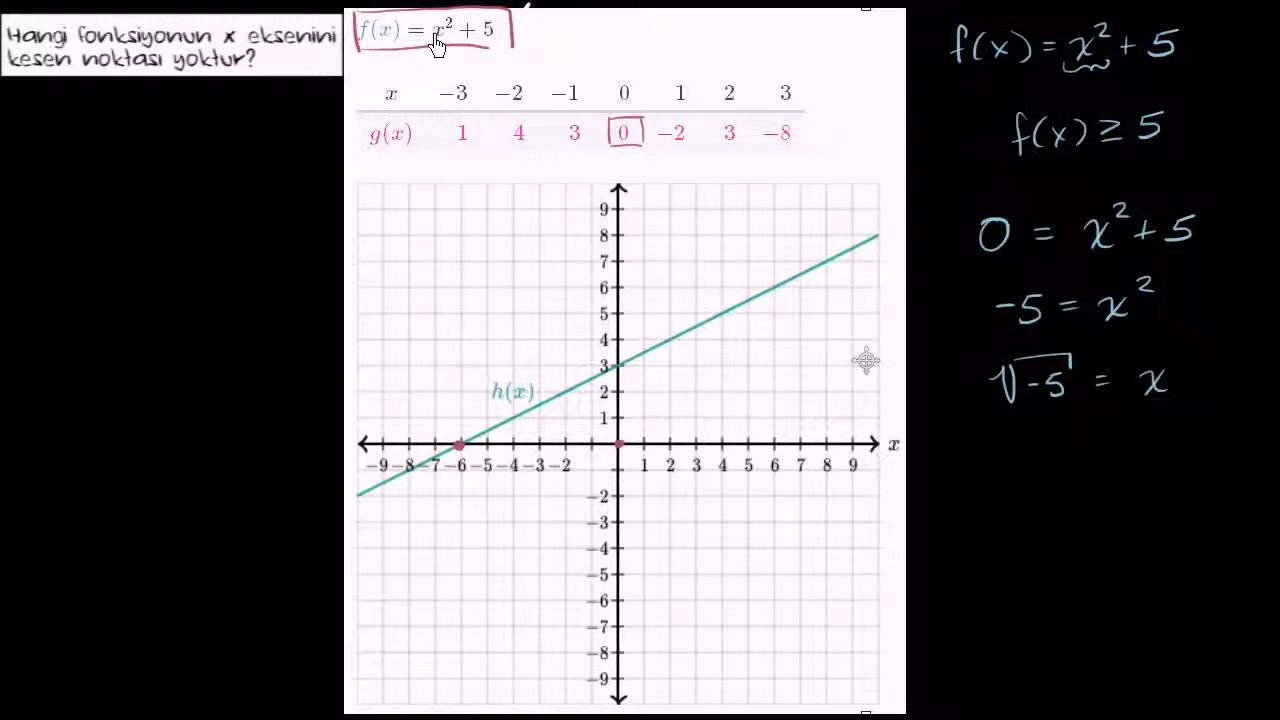 Hangi fonksiyonun x eksenini
kesen noktası yoktur?
f(x) = x² + 5
x −3 −2 −1 0 1 2 3
g(x) 1 4 3 0 −2 3 −8
9
8
7
6
5
4
3
h(x)
2
1
x
−9 −8 −7 −6 −5 −4 −3 −2 1 2 3 4 5 6 7 8 9
−2
−3
−4
−5
−6
−7
−8
−9
f(x) = x² + 5
f(x) ≥ 5
0 = x² + 5
-5 = x²
√-5 = x